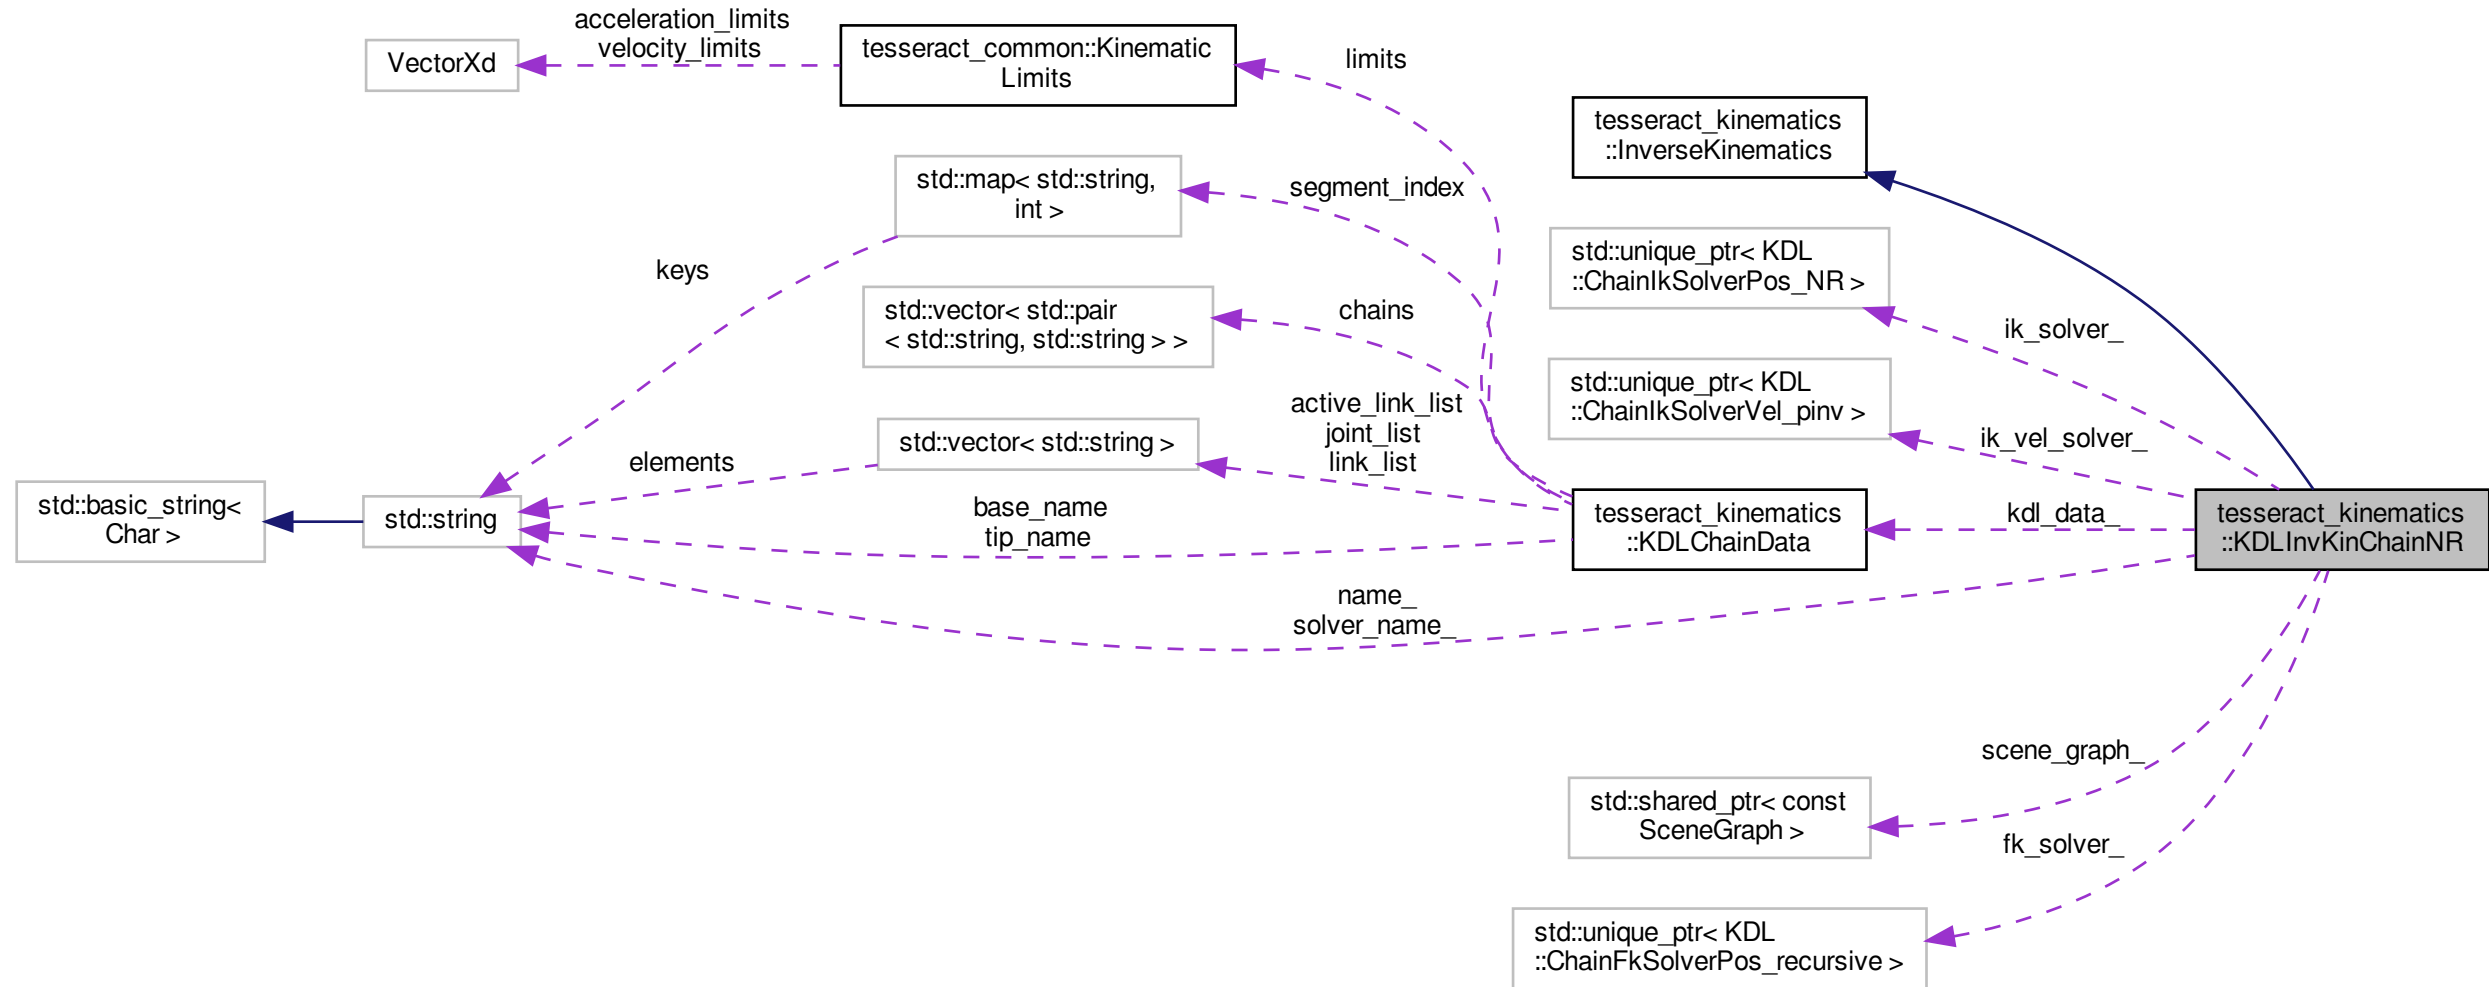 acceleration_limits
velocity_limits
VectorXd
tesseract_common::Kinematic
Limits
limits
tesseract_kinematics
::InverseKinematics
std::map< std::string,
int >
segment_index
std::unique_ptr< KDL
::ChainIkSolverPos_NR >
keys
std::vector< std::pair
< std::string, std::string > >
chains
ik_solver_
std::unique_ptr< KDL
::ChainIkSolverVel_pinv >
active_link_list
joint_list
link_list
std::vector< std::string >
elements
ik_vel_solver_
std::basic_string<
Char >
std::string
base_name
tip_name
tesseract_kinematics
::KDLChainData
kdl_data_
tesseract_kinematics
::KDLInvKinChainNR
name_
solver_name_
scene_graph_
std::shared_ptr< const
SceneGraph >
fk_solver_
std::unique_ptr< KDL
::ChainFkSolverPos_recursive >